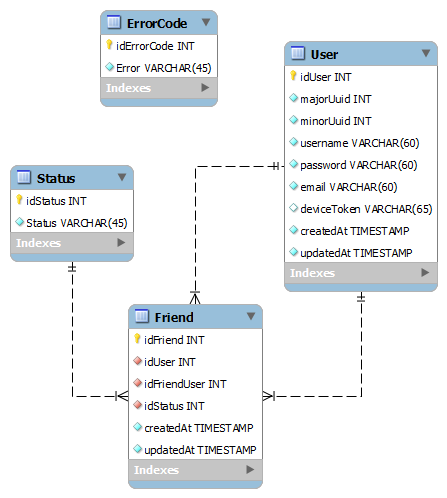 ErrorCode
idErrorCode INT
Error VARCHAR(45)
Indexes
User
idUser INT
majorUuid INT
minorUuid INT
username VARCHAR(60)
password VARCHAR(60)
email VARCHAR(60)
deviceToken VARCHAR(65)
createdAt TIMESTAMP
updatedAt TIMESTAMP
Indexes
Status
idStatus INT
Status VARCHAR(45)
Indexes
Friend
idFriend INT
idUser INT
idFriendUser INT
idStatus INT
createdAt TIMESTAMP
updatedAt TIMESTAMP
Indexes